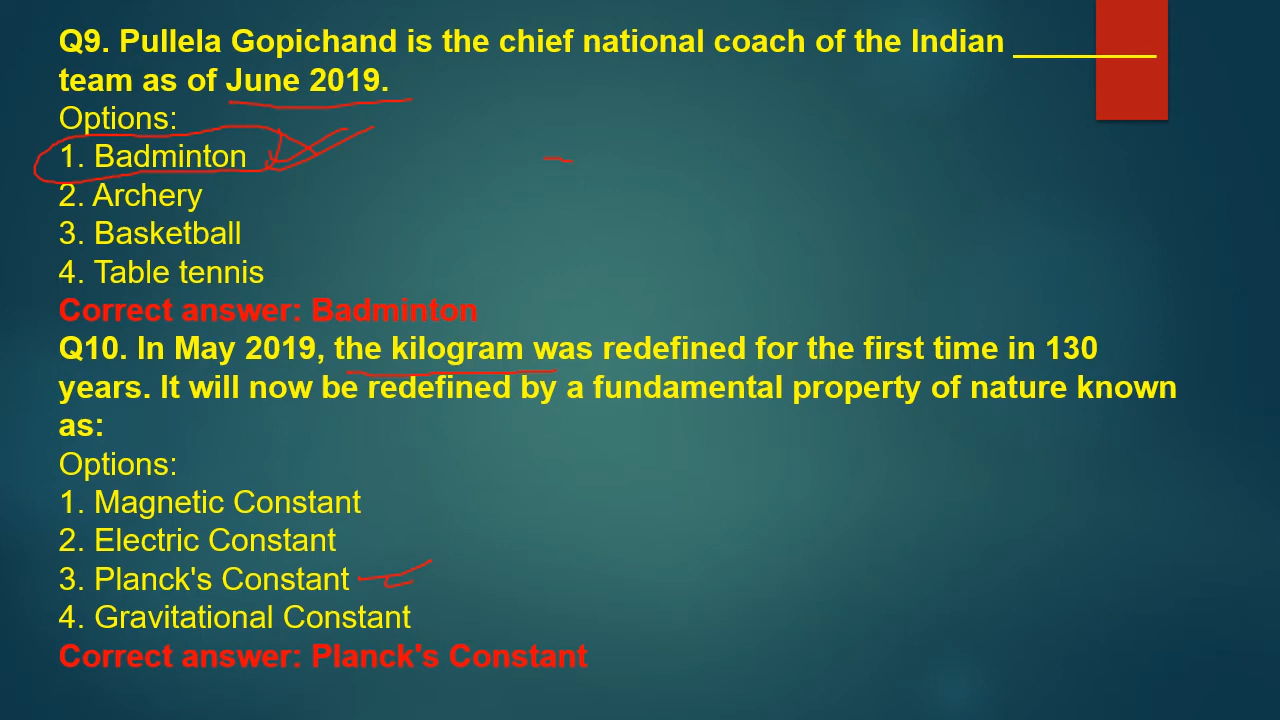 Q9. Pullela Gopichand is the chief national coach of the Indian ________
team as of June 2019.
Options:
1. Badminton
2. Archery
3. Basketball
4. Table tennis
Correct answer: Badminton
Q10. In May 2019, the kilogram was redefined for the first time in 130
years. It will now be redefined by a fundamental property of nature known
as:
Options:
1. Magnetic Constant
2. Electric Constant
3. Planck's Constant
4. Gravitational Constant
Correct answer: Planck's Constant